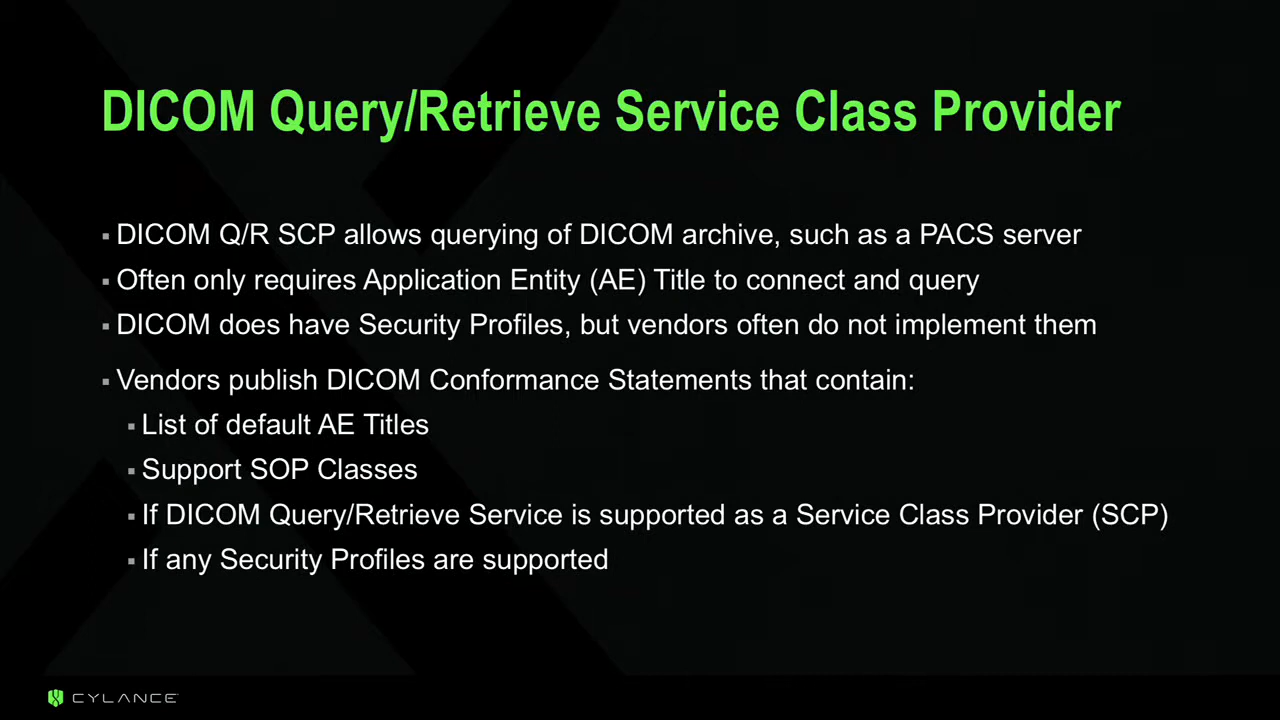 DICOM Query/Retrieve Service Class Provider
▪ DICOM Q/R SCP allows querying of DICOM archive, such as a PACS server
▪ Often only requires Application Entity (AE) Title to connect and query
▪ DICOM does have Security Profiles, but vendors often do not implement them
▪ Vendors publish DICOM Conformance Statements that contain:
▪ List of default AE Titles
▪ Support SOP Classes
▪ If DICOM Query/Retrieve Service is supported as a Service Class Provider (SCP)
▪ If any Security Profiles are supported
CYLANCE